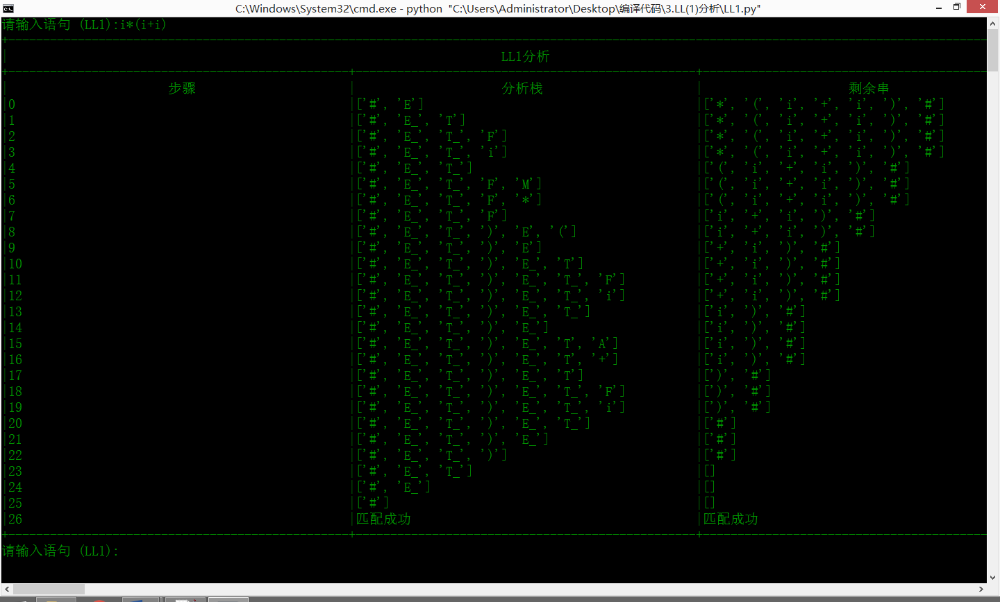 C:\Windows\System32\cmd.exe - python "C:\Users\Administrator\Desktop\编译代码\3.LL(1)分析\LL1.py"
请输入语句 (LL1):i*(i+i)
LL1分析
步骤 分析栈 剩余串
0 ['#', 'E'] ['*', '(', 'i', '+', 'i', ')', '#']
1 ['#', 'E_', 'T'] ['*', '(', 'i', '+', 'i', ')', '#']
2 ['#', 'E_', 'T_', 'F'] ['*', '(', 'i', '+', 'i', ')', '#']
3 ['#', 'E_', 'T_', 'i'] ['*', '(', 'i', '+', 'i', ')', '#']
4 ['#', 'E_', 'T_'] ['(', 'i', '+', 'i', ')', '#']
5 ['#', 'E_', 'T_', 'F', 'M'] ['(', 'i', '+', 'i', ')', '#']
6 ['#', 'E_', 'T_', 'F', '*'] ['(', 'i', '+', 'i', ')', '#']
7 ['#', 'E_', 'T_', 'F'] ['i', '+', 'i', ')', '#']
8 ['#', 'E_', 'T_', ')', 'E', '('] ['i', '+', 'i', ')', '#']
9 ['#', 'E_', 'T_', ')', 'E'] ['+', 'i', ')', '#']
10 ['#', 'E_', 'T_', ')', 'E_', 'T'] ['+', 'i', ')', '#']
11 ['#', 'E_', 'T_', ')', 'E_', 'T_', 'F'] ['+', 'i', ')', '#']
12 ['#', 'E_', 'T_', ')', 'E_', 'T_', 'i'] ['+', 'i', ')', '#']
13 ['#', 'E_', 'T_', ')', 'E_', 'T_'] ['i', ')', '#']
14 ['#', 'E_', 'T_', ')', 'E_'] ['i', ')', '#']
15 ['#', 'E_', 'T_', ')', 'E_', 'T', 'A'] ['i', ')', '#']
16 ['#', 'E_', 'T_', ')', 'E_', 'T', '+'] ['i', ')', '#']
17 ['#', 'E_', 'T_', ')', 'E_', 'T'] [')', '#']
18 ['#', 'E_', 'T_', ')', 'E_', 'T_', 'F'] [')', '#']
19 ['#', 'E_', 'T_', ')', 'E_', 'T_', 'i'] [')', '#']
20 ['#', 'E_', 'T_', ')', 'E_', 'T_'] ['#']
21 ['#', 'E_', 'T_', ')', 'E_'] ['#']
22 ['#', 'E_', 'T_', ')'] ['#']
23 ['#', 'E_', 'T_'] []
24 ['#', 'E_'] []
25 ['#'] []
26 匹配成功 匹配成功
请输入语句 (LL1):